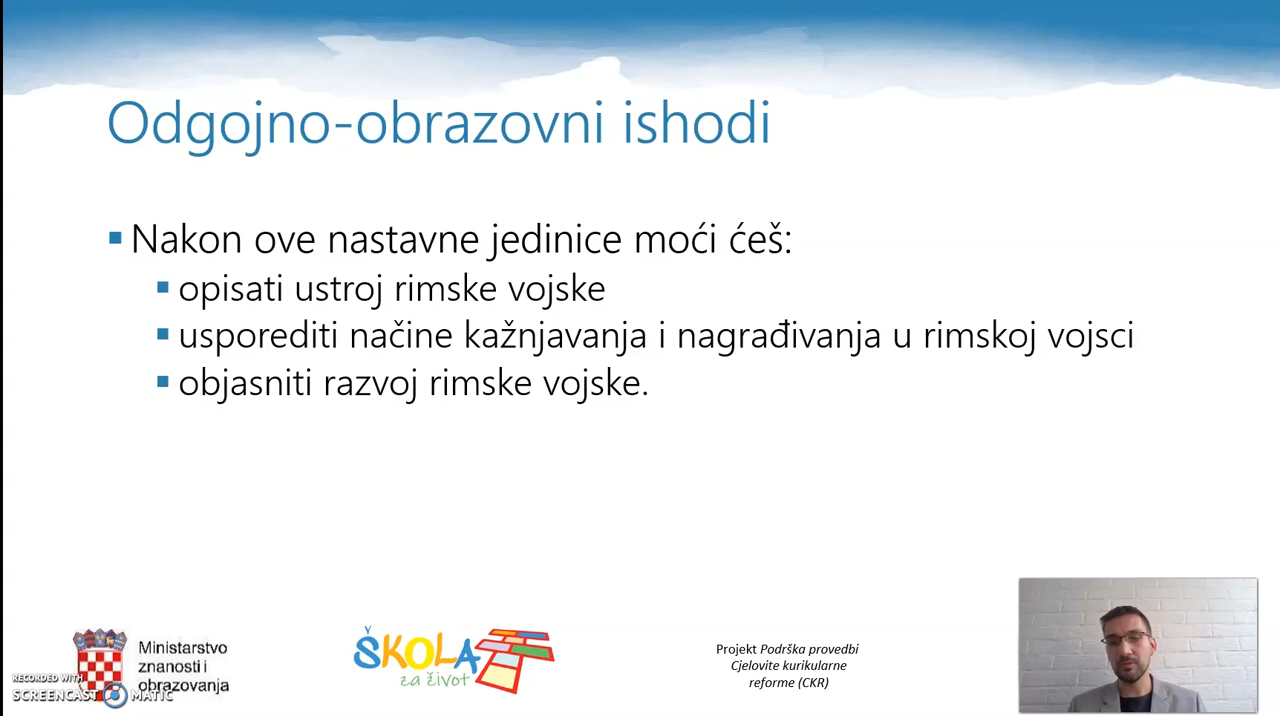 Odgojno-obrazovni ishodi
Nakon ove nastavne jedinice moći ćeš:
opisati ustroj rimske vojske
usporediti načine kažnjavanja i nagrađivanja u rimskoj vojsci
objasniti razvoj rimske vojske.
Ministarstvo
znanosti i
obrazovanja
RECORDED WITH
SCREENCAST MATIC
ŠKOLA
za život
Projekt Podrška provedbi
Cjelovite kurikularne
reforme (CKR)